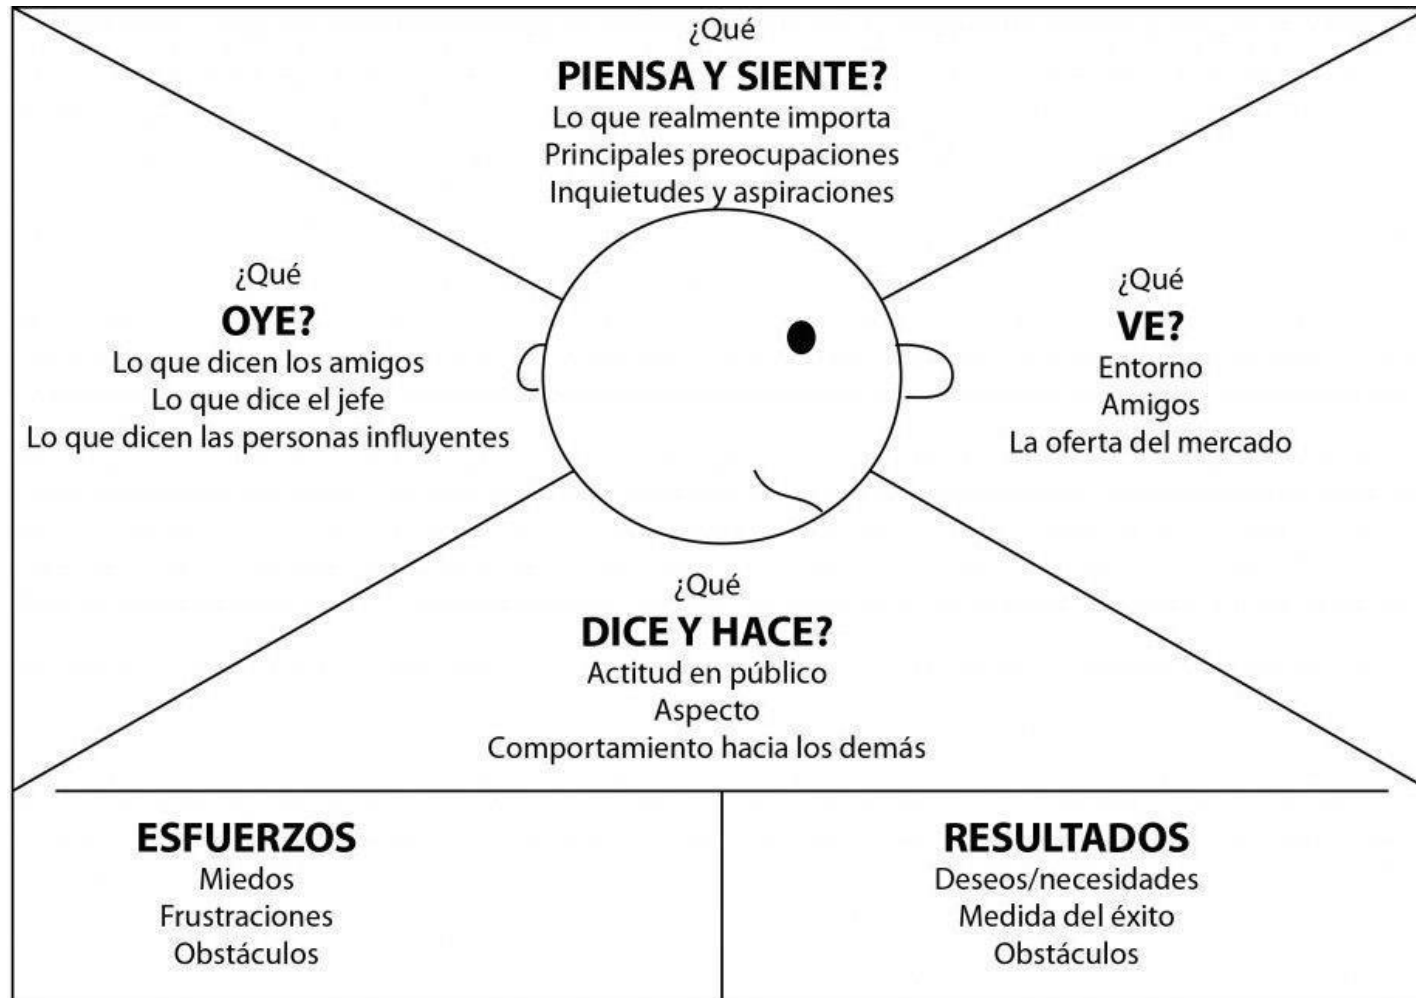 ¿Qué
PIENSA Y SIENTE?
Lo que realmente importa
Principales preocupaciones
Inquietudes y aspiraciones
¿Qué
OYE?
Lo que dicen los amigos
Lo que dice el jefe
Lo que dicen las personas influyentes
¿Qué
VE?
Entorno
Amigos
La oferta del mercado
¿Qué
DICE Y HACE?
Actitud en público
Aspecto
Comportamiento hacia los demás
ESFUERZOS
Miedos
Frustraciones
Obstáculos
RESULTADOS
Deseos/necesidades
Medida del éxito
Obstáculos